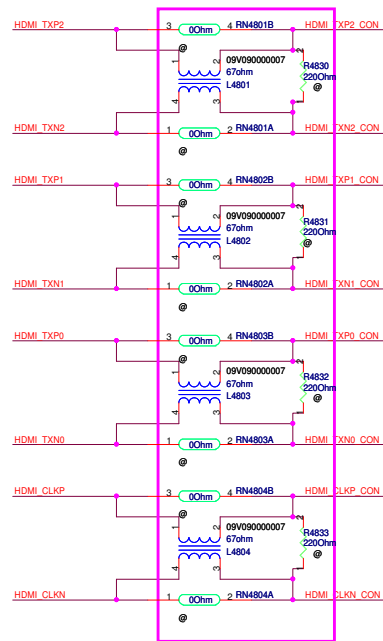 HDMI_TXP2 3 0Ohm 4 RN4801B HDMI_TXP2_CON
@
1 2 09V090000007 2
67ohm R4830
4 3 L4801 220Ohm
1 @
HDMI_TXN2 1 0Ohm 2 RN4801A HDMI_TXN2_CON
@
HDMI_TXP1 3 0Ohm 4 RN4802B HDMI_TXP1_CON
@
1 2 09V090000007 2
67ohm R4831
4 3 L4802 220Ohm
1 @
HDMI_TXN1 1 0Ohm 2 RN4802A HDMI_TXN1_CON
@
HDMI_TXP0 3 0Ohm 4 RN4803B HDMI_TXP0_CON
@
1 2 09V090000007 2
67ohm R4832
4 3 L4803 220Ohm
1 @
HDMI_TXN0 1 0Ohm 2 RN4803A HDMI_TXN0_CON
@
HDMI_CLKP 3 0Ohm 4 RN4804B HDMI_CLKP_CON
@
1 2 09V090000007 2
67ohm R4833
4 3 L4804 220Ohm
1 @
HDMI_CLKN 1 0Ohm 2 RN4804A HDMI_CLKN_CON
@